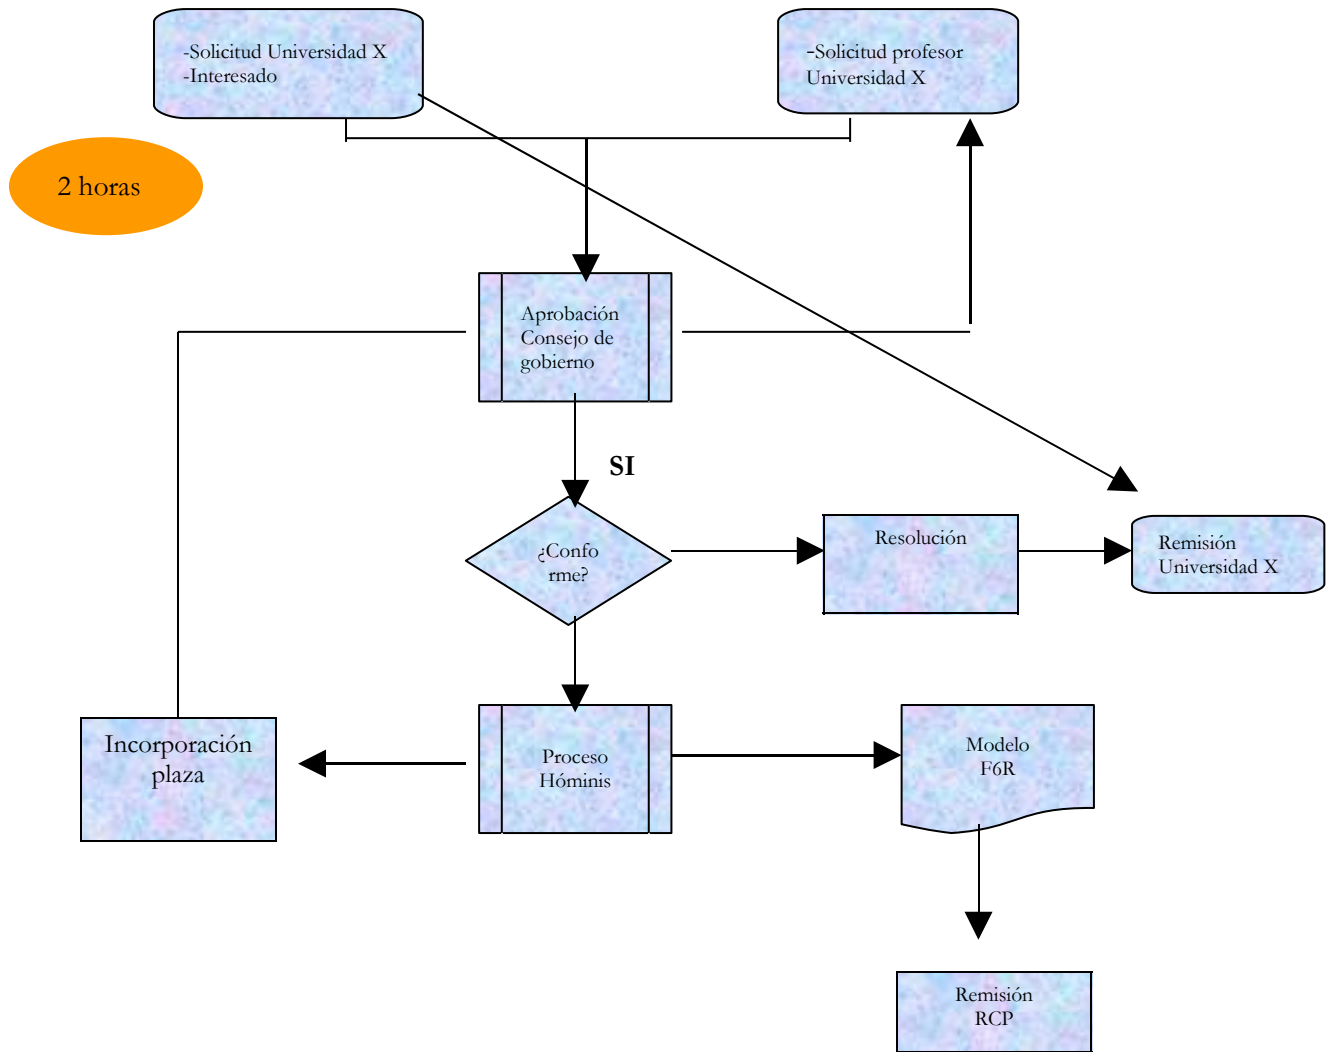 -Solicitud Universidad X
-Interesado
-Solicitud profesor
Universidad X
2 horas
Aprobación
Consejo de
gobierno
SI
¿Confo
rme?
Resolución
Remisión
Universidad X
Incorporación
plaza
Proceso
Hóminis
Modelo
F6R
Remisión
RCP